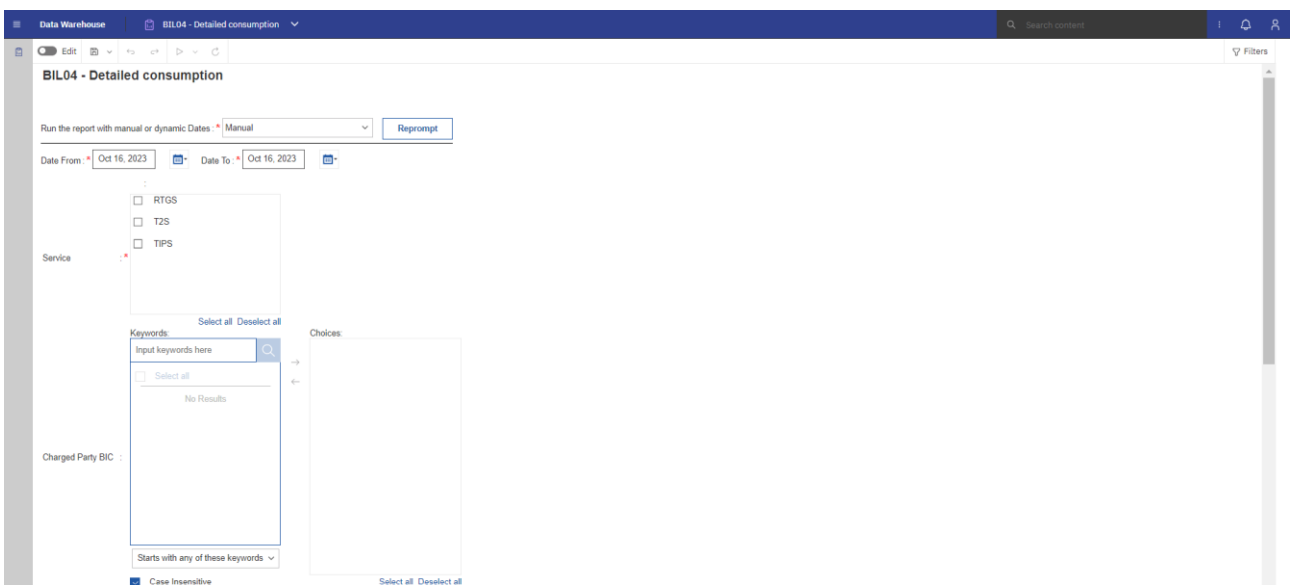 Data Warehouse BIL04 - Detailed consumption Search content
Edit Filters
BIL04 - Detailed consumption
Run the report with manual or dynamic Dates : * Manual Reprompt
Date From : * Oct 16, 2023 Date To : * Oct 16, 2023
:
RTGS
T2S
TIPS
Service : *
Select all Deselect all
Keywords: Choices:
Input keywords here
Select all
No Results
Charged Party BIC :
Starts with any of these keywords
Case Insensitive Select all Deselect all